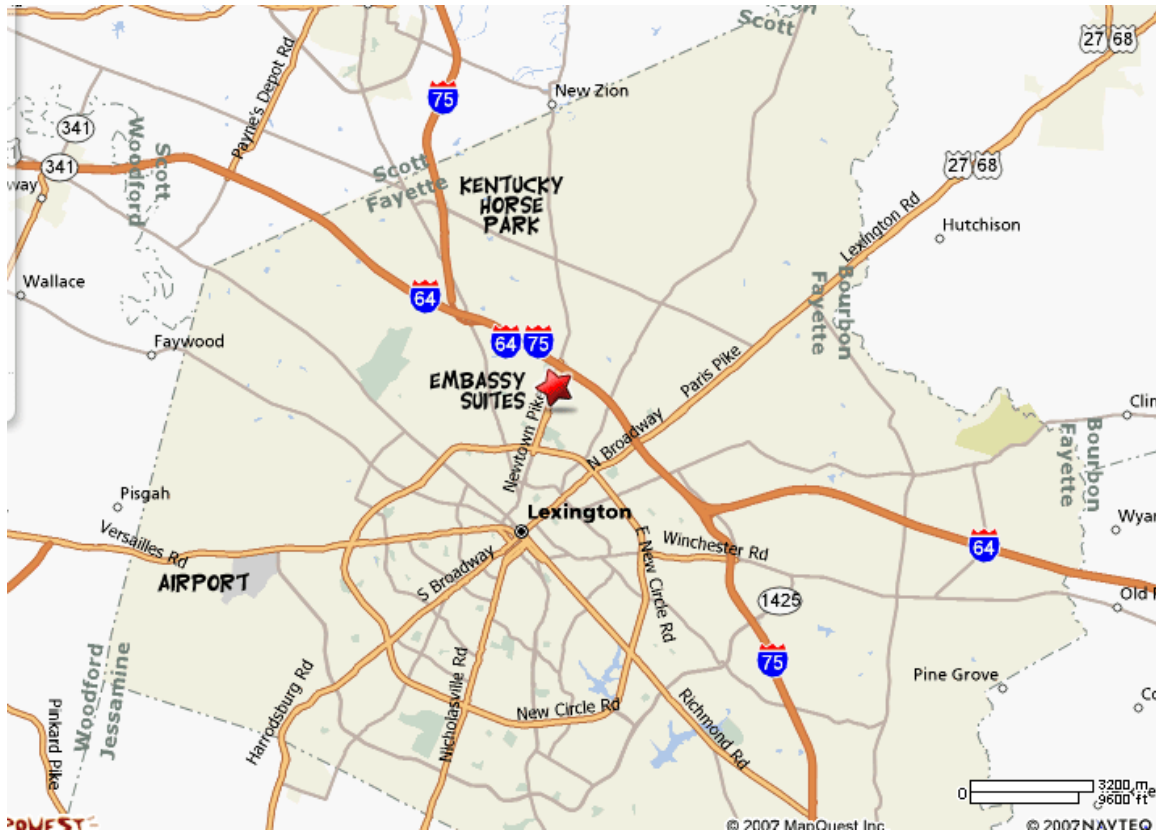 Scott
27 68
Payne's Depot Rd
75
New Zion
341
Woodford
Scott
341
Scott
Fayette
KENTUCKY
HORSE
PARK
27 68
Lexington Rd
Hutchison
Wallace
64
Fayette
Bourbon
64 75
Faywood
Paris Pike
EMBASSY
SUITES
Newtown Pike
N Broadway
Fayette
Bourbon
Pisgah
Lexington
Versailles Rd
Winchester Rd
64
AIRPORT
S Broadway
E New Circle Rd
1425
Woodford
Jessamine
75
Pine Grove
Harrodsburg Rd
Nicholasville Rd
New Circle Rd
Richmond Rd
Pinkard Pike
0
3200 m
9600 ft
© 2007 MapQuest Inc
© 2007 NAVTEQ